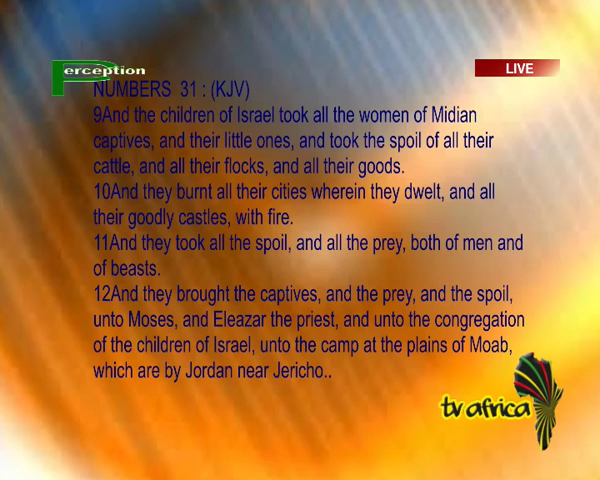 Perception
LIVE
NUMBERS 31 : (KJV)
9And the children of Israel took all the women of Midian
captives, and their little ones, and took the spoil of all their
cattle, and all their flocks, and all their goods.
10And they burnt all their cities wherein they dwelt, and all
their goodly castles, with fire.
11And they took all the spoil, and all the prey, both of men and
of beasts.
12And they brought the captives, and the prey, and the spoil,
unto Moses, and Eleazar the priest, and unto the congregation
of the children of Israel, unto the camp at the plains of Moab,
which are by Jordan near Jericho..
tv africa